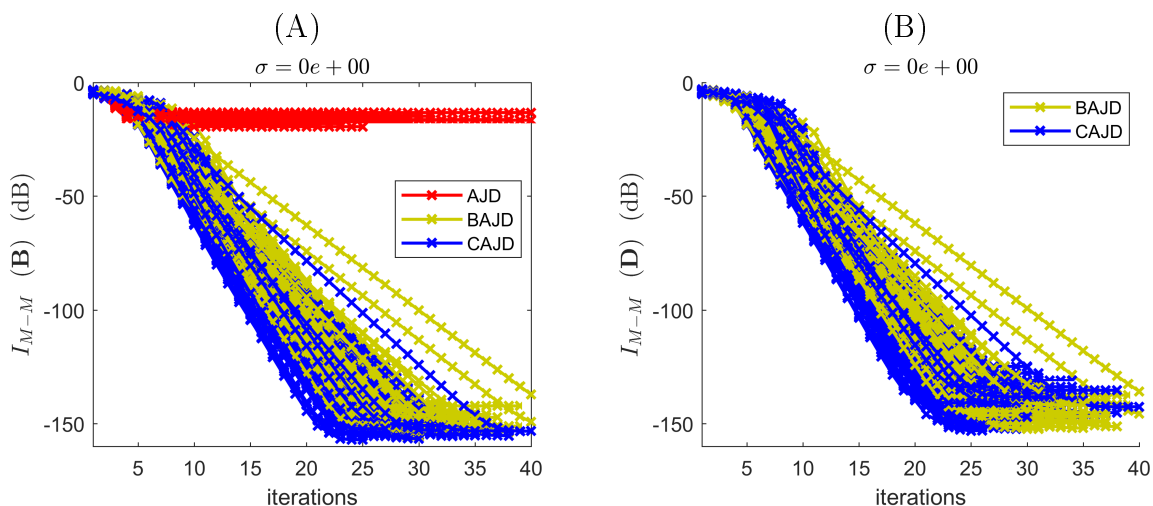 (A)
σ = 0e + 00
I_{M−M} (B) (dB)
0
-50
-100
-150
5 10 15 20 25 30 35 40
iterations
AJD
BAJD
CAJD
(B)
σ = 0e + 00
I_{M−M} (D) (dB)
0
-50
-100
-150
5 10 15 20 25 30 35 40
iterations
BAJD
CAJD